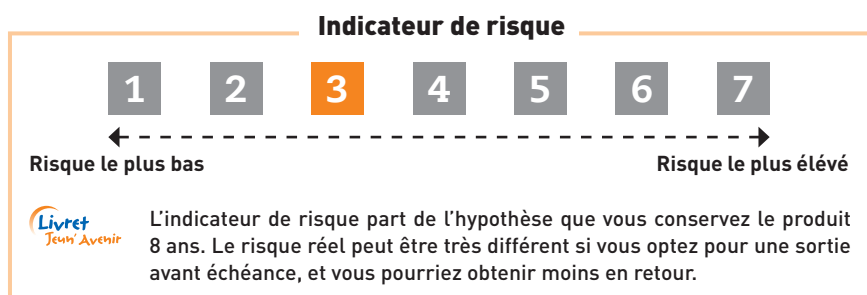 Indicateur de risque
1 2 3 4 5 6 7
Risque le plus bas
Risque le plus élévé
Livret
Jeun' Avenir
L'indicateur de risque part de l'hypothèse que vous conservez le produit
8 ans. Le risque réel peut être très différent si vous optez pour une sortie
avant échéance, et vous pourriez obtenir moins en retour.